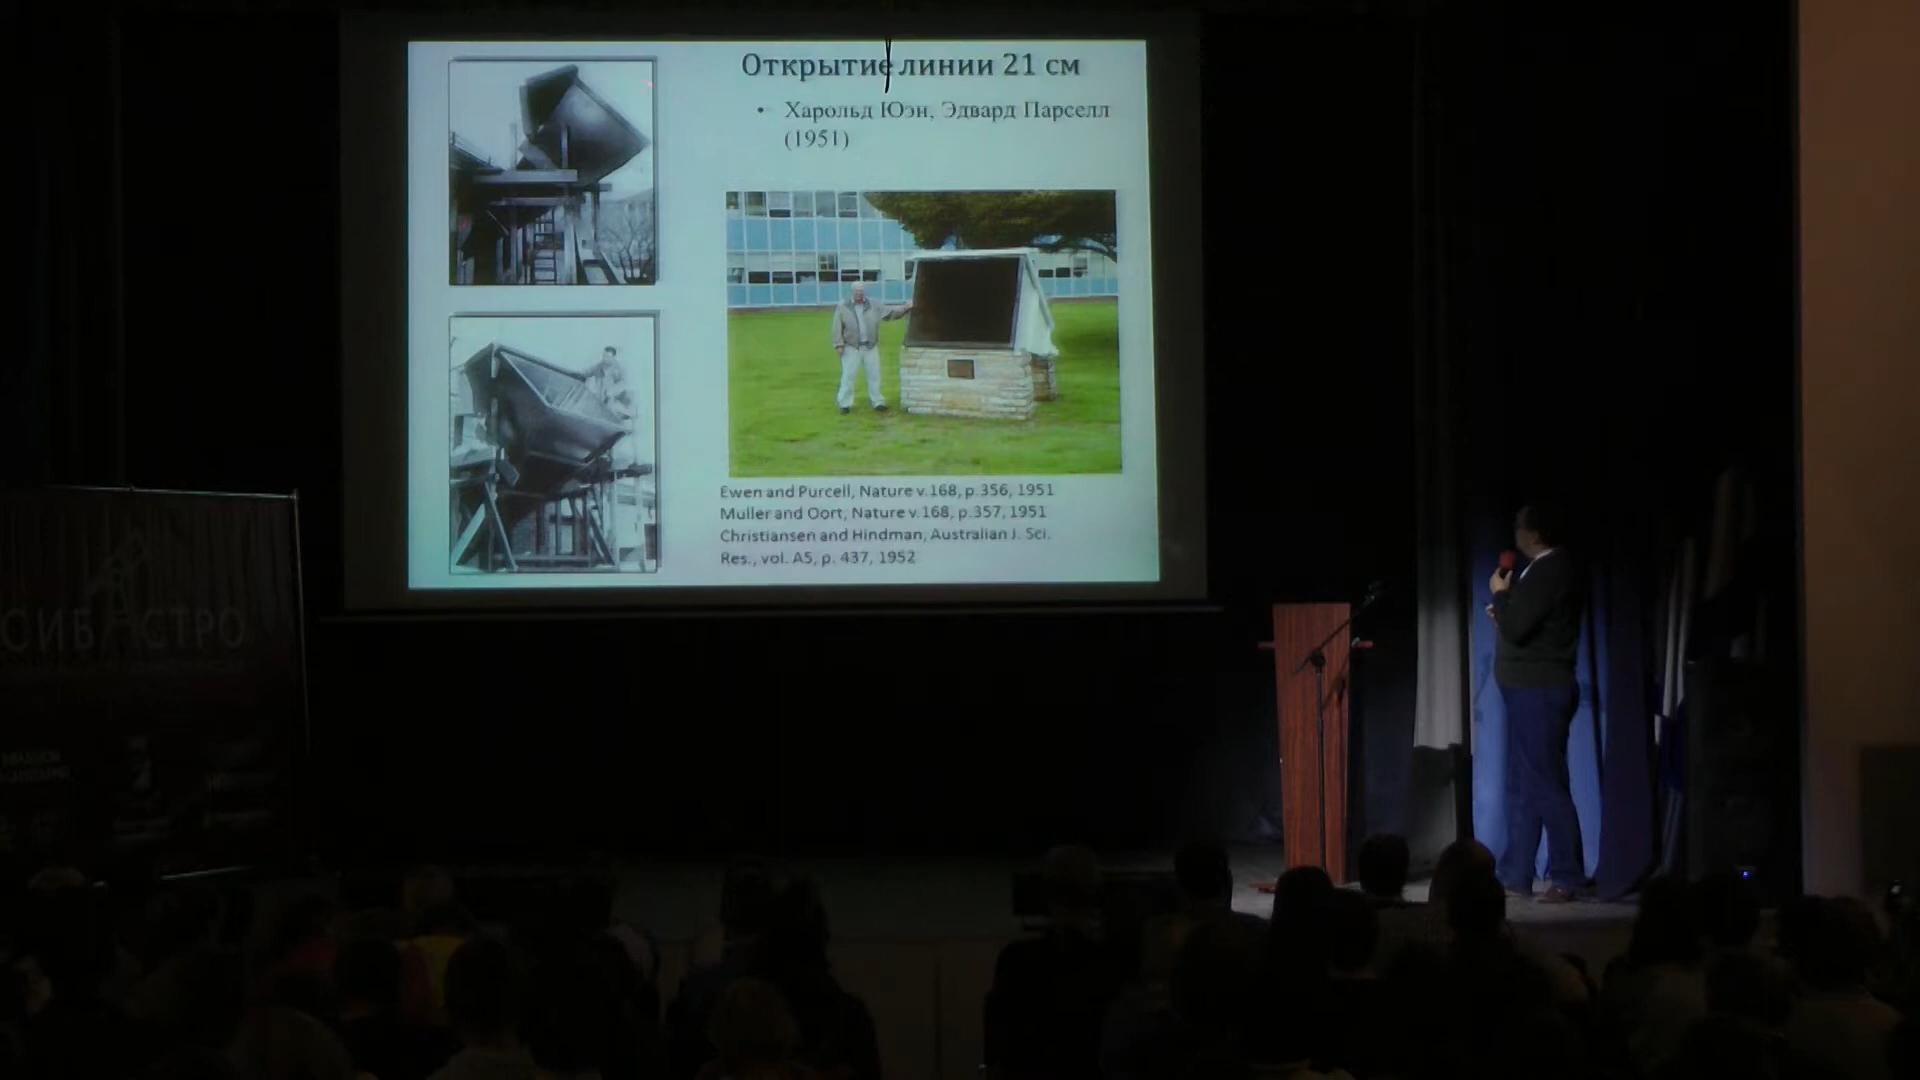 Открытие линии 21 см
• Харольд Юэн, Эдвард Парселл
(1951)
Ewen and Purcell, Nature v.168, p.356, 1951
Muller and Oort, Nature v.168, p.357, 1951
Christiansen and Hindman, Australian J. Sci.
Res., vol. A5, p. 437, 1952
СИБАСТРО